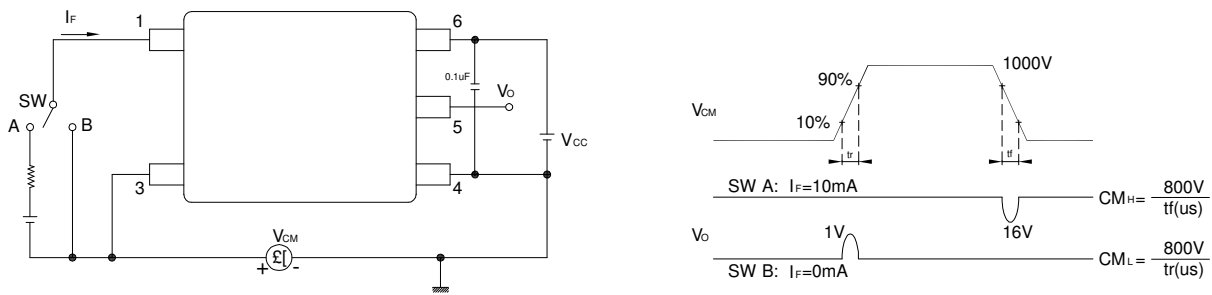 IF
1
6
SW
A
B
0.1uF
VO
5
VCC
3
4
VCM
+ £[ -
1000V
90%
VCM
10%
tr
tf
SW A: IF=10mA
CMH= 800V
tf(us)
VO
1V
16V
CML= 800V
tr(us)
SW B: IF=0mA